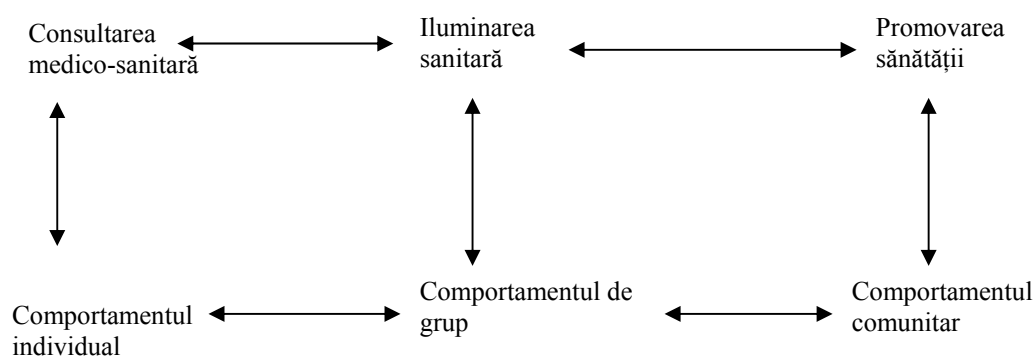 Consultarea
medico-sanitară
Iluminarea
sanitară
Promovarea
sănătății
Comportamentul
individual
Comportamentul de
grup
Comportamentul
comunitar